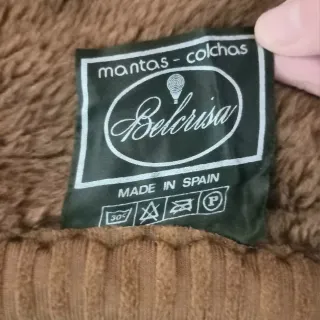 mantas - colchas
Belcrisa
MADE IN SPAIN
30° P